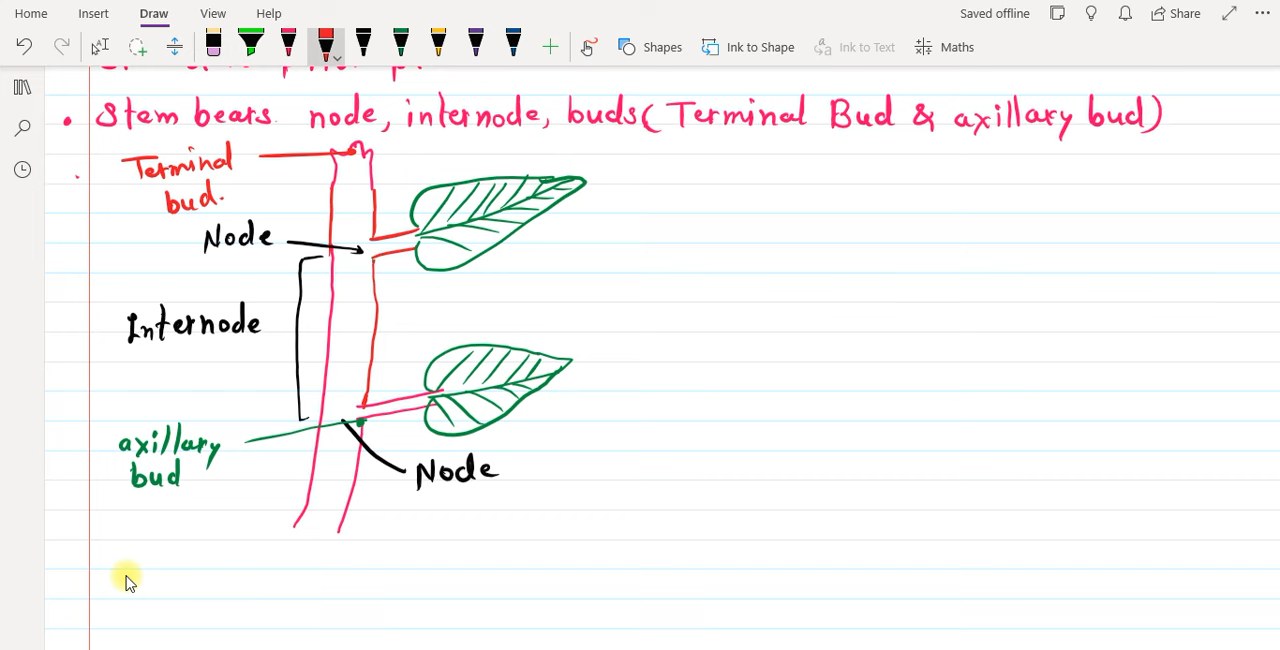 Home Insert Draw View Help Saved offline Share
Shapes Ink to Shape Ink to Text Maths
• Stem bears node, internode, buds( Terminal Bud & axillary bud)
Terminal
bud.
Node
Internode
axillary
bud
Node